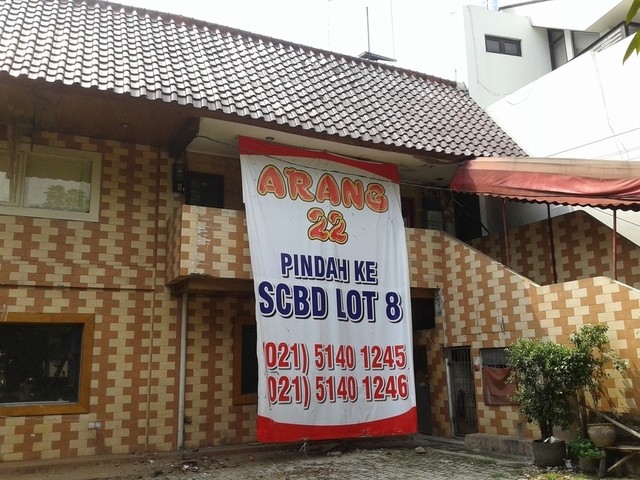 ARANG
22
PINDAH KE
SCBD LOT 8
(021) 5140 1245
(021) 5140 1246